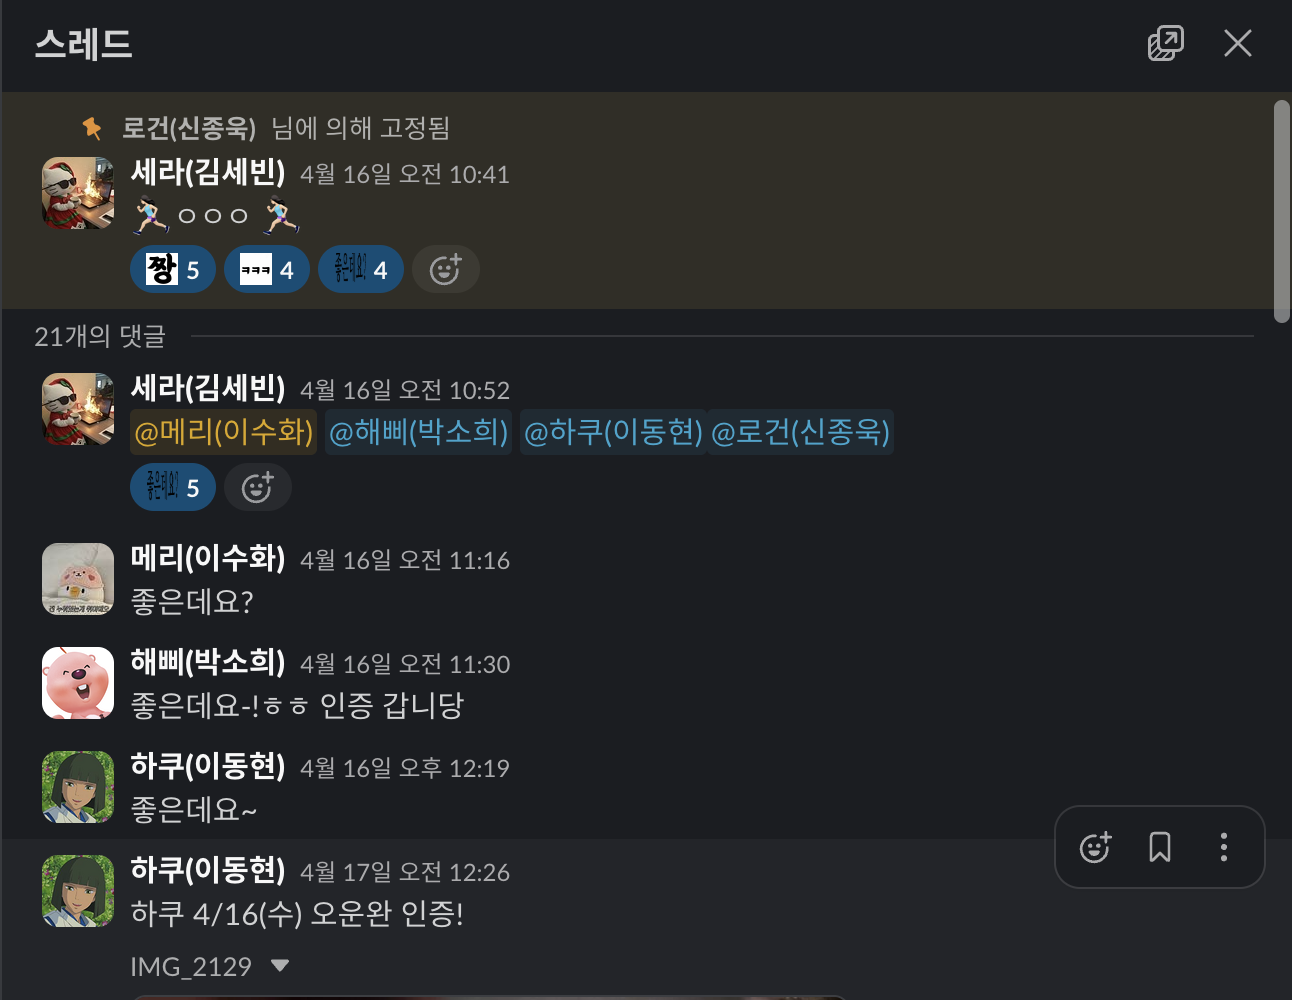 스레드
로건(신종욱) 님에 의해 고정됨
세라(김세빈) 4월 16일 오전 10:41
ㅇㅇㅇ
짱 5 ㅋㅋㅋ 4 좋은데요? 4
21개의 댓글
세라(김세빈) 4월 16일 오전 10:52
@메리(이수화) @해삐(박소희) @하쿠(이동현) @로건(신종욱)
좋은데요? 5
메리(이수화) 4월 16일 오전 11:16
좋은데요?
해삐(박소희) 4월 16일 오전 11:30
좋은데요-!ㅎㅎ 인증 갑니당
하쿠(이동현) 4월 16일 오후 12:19
좋은데요~
하쿠(이동현) 4월 17일 오전 12:26
하쿠 4/16(수) 오운완 인증!
IMG_2129